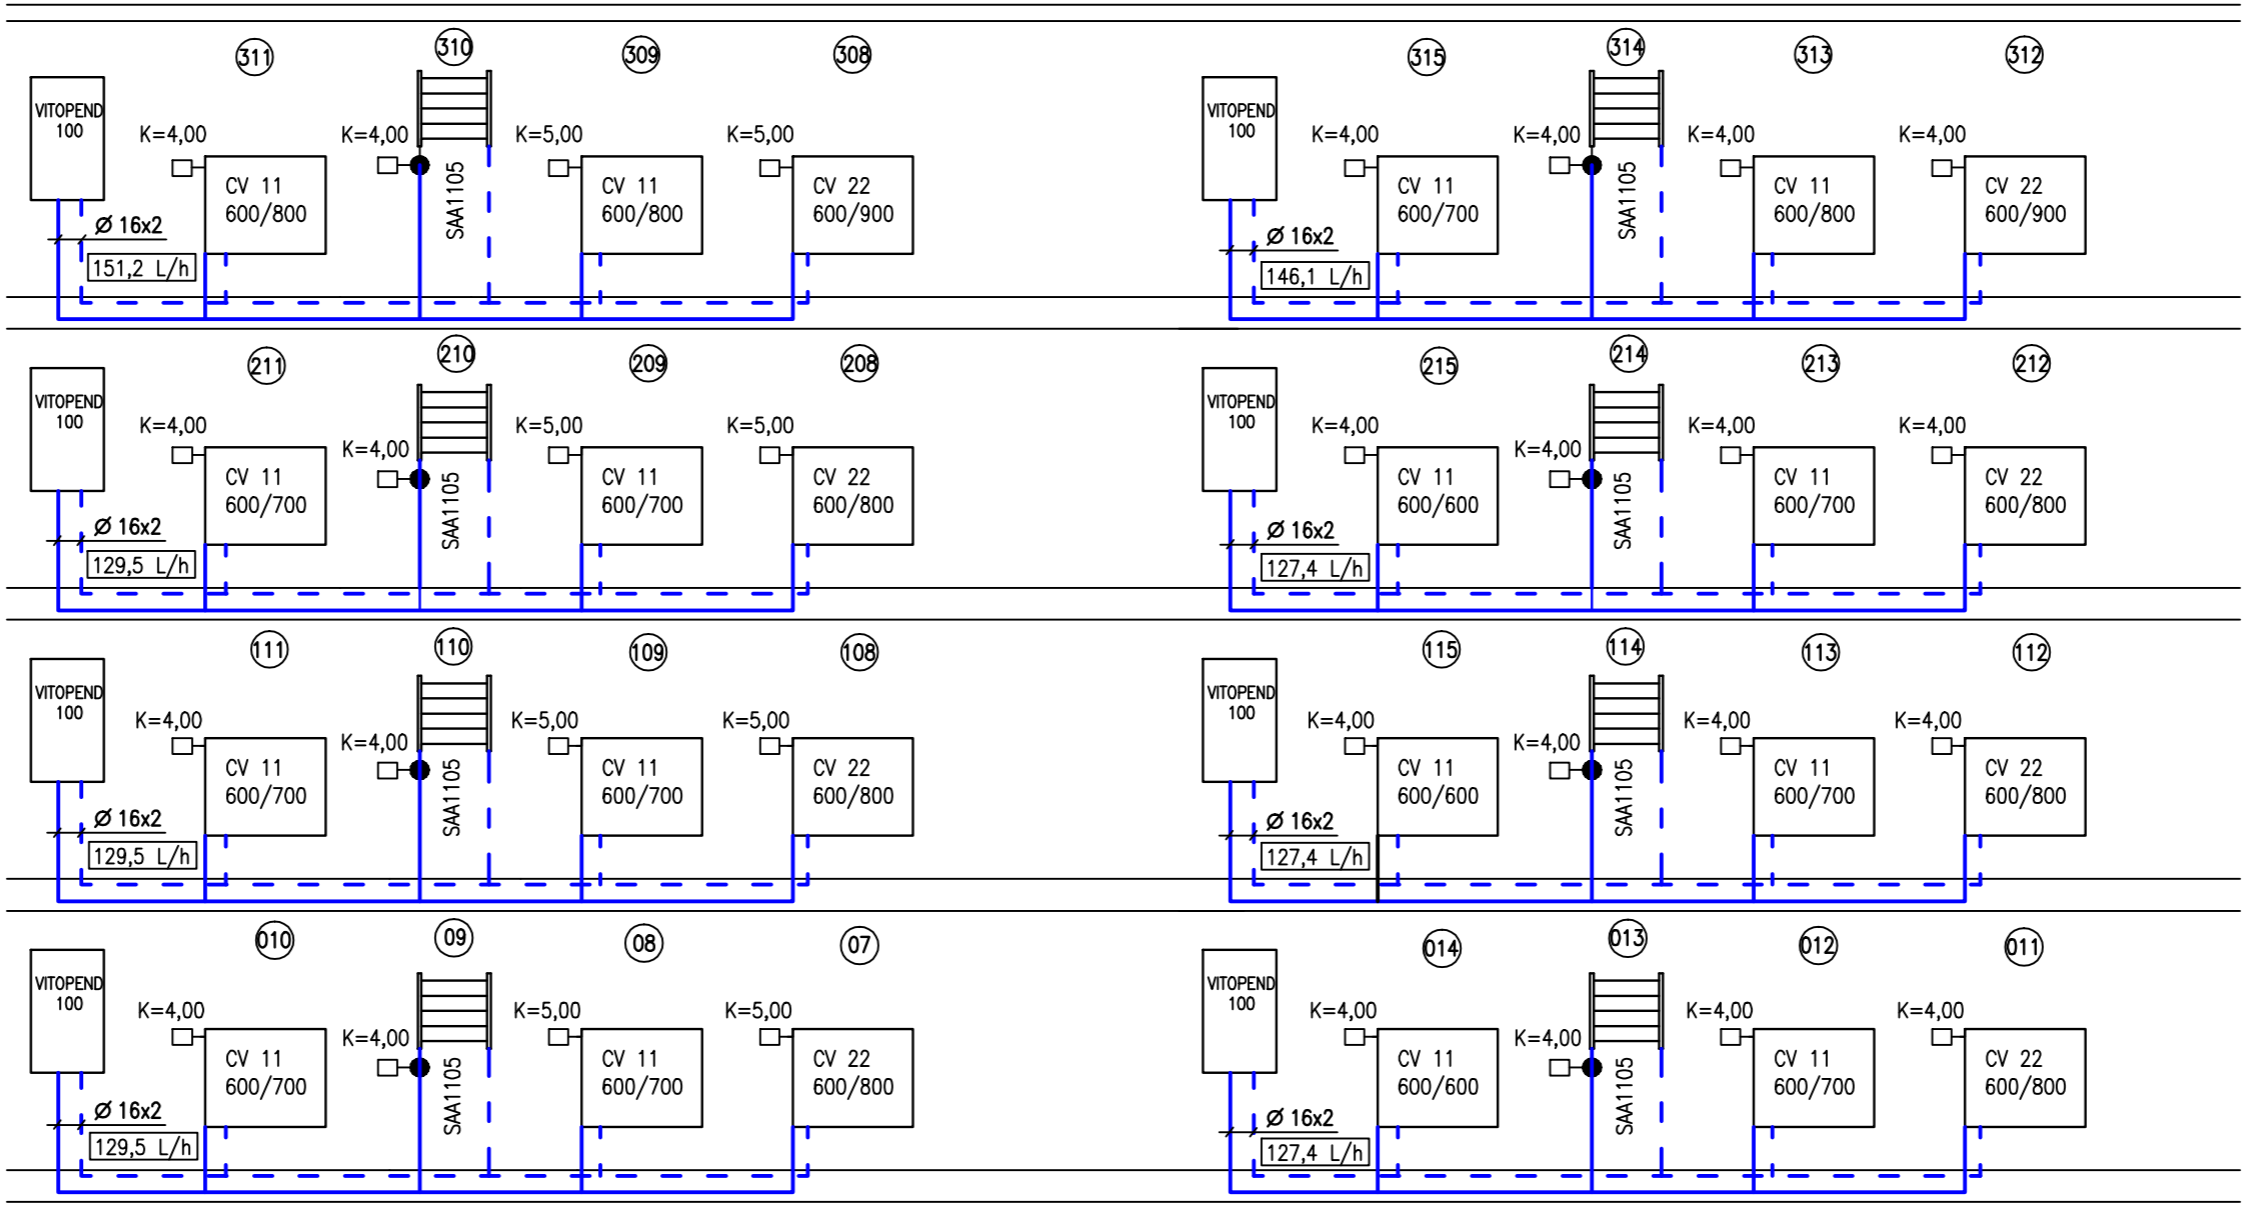 311
310
309
308
315
314
313
312
VITOPEND
100
K=4,00
K=4,00
K=5,00
K=5,00
VITOPEND
100
K=4,00
K=4,00
K=4,00
K=4,00
CV 11
600/800
SAA1105
CV 11
600/800
CV 22
600/900
CV 11
600/700
SAA1105
CV 11
600/800
CV 22
600/900
Ø 16x2
151,2 L/h
Ø 16x2
146,1 L/h
211
210
209
208
215
214
213
212
VITOPEND
100
K=4,00
K=4,00
K=5,00
K=5,00
VITOPEND
100
K=4,00
K=4,00
K=4,00
K=4,00
CV 11
600/700
SAA1105
CV 11
600/700
CV 22
600/800
CV 11
600/600
SAA1105
CV 11
600/700
CV 22
600/800
Ø 16x2
129,5 L/h
Ø 16x2
127,4 L/h
111
110
109
108
115
114
113
112
VITOPEND
100
K=4,00
K=4,00
K=5,00
K=5,00
VITOPEND
100
K=4,00
K=4,00
K=4,00
K=4,00
CV 11
600/700
SAA1105
CV 11
600/700
CV 22
600/800
CV 11
600/600
SAA1105
CV 11
600/700
CV 22
600/800
Ø 16x2
129,5 L/h
Ø 16x2
127,4 L/h
010
09
08
07
014
013
012
011
VITOPEND
100
K=4,00
K=4,00
K=5,00
K=5,00
VITOPEND
100
K=4,00
K=4,00
K=4,00
K=4,00
CV 11
600/700
SAA1105
CV 11
600/700
CV 22
600/800
CV 11
600/600
SAA1105
CV 11
600/700
CV 22
600/800
Ø 16x2
129,5 L/h
Ø 16x2
127,4 L/h